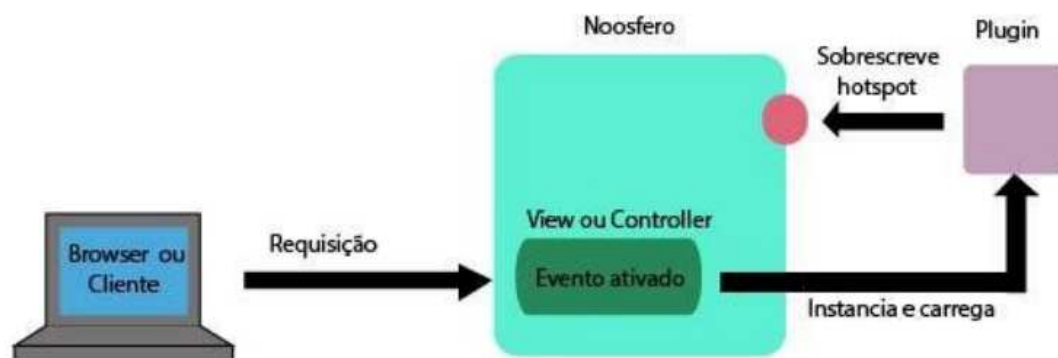 Noosfero
Plugin
Sobrescreve
hotspot
View ou Controller
Requisição
Browser ou
Cliente
Evento ativado
Instancia e carrega